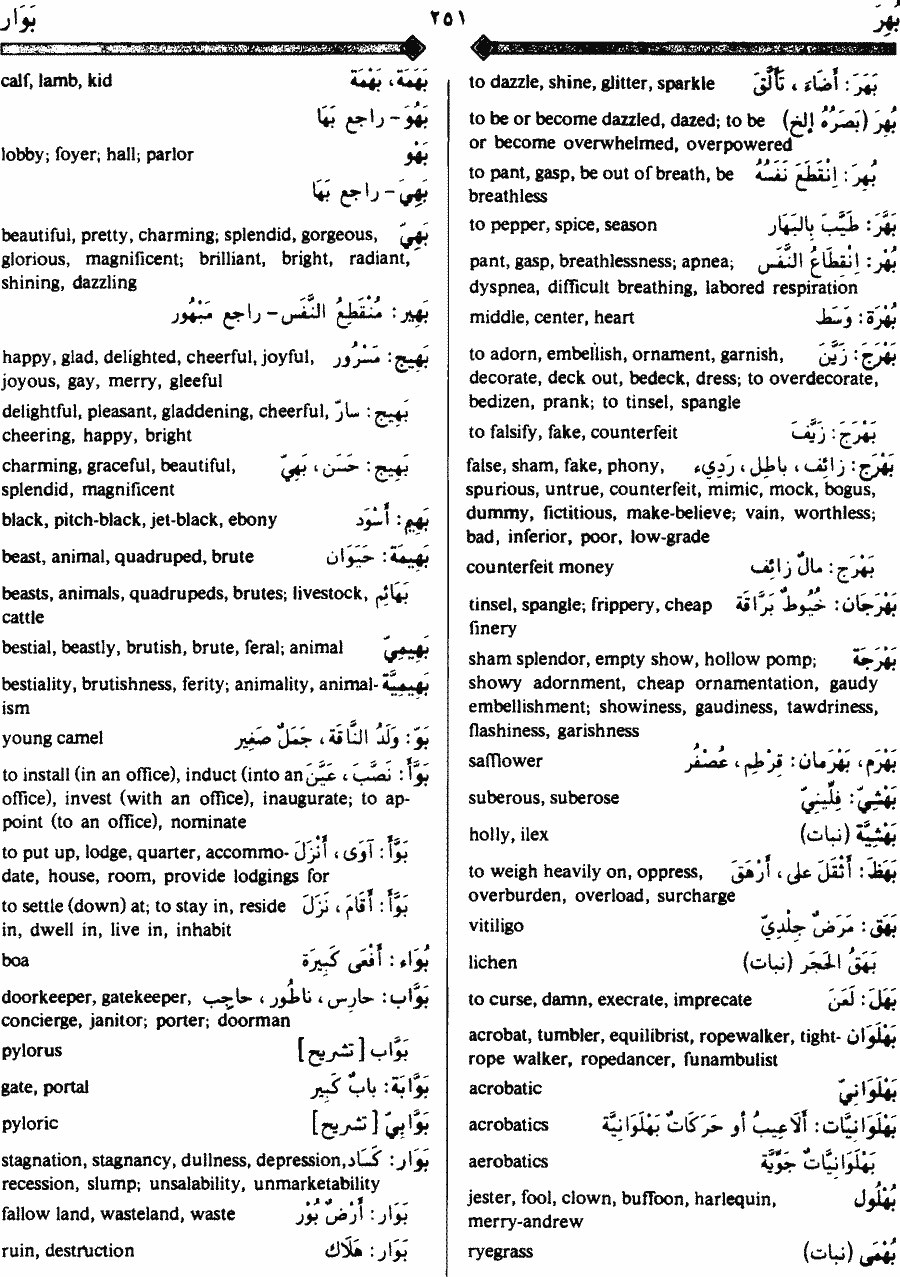 بُهِرَ ٢٥١ بَوَار
بَهَرَ: أَضَاءَ ، تَأَلَّقَ to dazzle, shine, glitter, sparkle
بُهِرَ (بَصَرُهُ إلخ) to be or become dazzled, dazed; to be
or become overwhelmed, overpowered
بُهِرَ: اِنْقَطَعَ نَفَسُهُ to pant, gasp, be out of breath, be
breathless
بَهَّرَ: طَيَّبَ بِالبَهَار to pepper, spice, season
بُهْر: اِنْقِطَاعُ النَّفَس pant, gasp, breathlessness; apnea;
dyspnea, difficult breathing, labored respiration
بُهْرَة: وَسَط middle, center, heart
بَهْرَجَ: زَيَّنَ to adorn, embellish, ornament, garnish,
decorate, deck out, bedeck, dress; to overdecorate,
bedizen, prank; to tinsel, spangle
بَهْرَجَ: زَيَّفَ to falsify, fake, counterfeit
بَهْرَج: زائِف ، باطِل ، رَدِيء false, sham, fake, phony,
spurious, untrue, counterfeit, mimic, mock, bogus,
dummy, fictitious, make-believe; vain, worthless;
bad, inferior, poor, low-grade
بَهْرَج: مالٌ زائِف counterfeit money
بَهْرَجَان: خُيُوطٌ بَرَّاقَة tinsel, spangle; frippery, cheap
finery
بَهْرَجَة sham splendor, empty show, hollow pomp;
showy adornment, cheap ornamentation, gaudy
embellishment; showiness, gaudiness, tawdriness,
flashiness, garishness
بَهْرَم ، بَهْرَمان: قرْطِم ، عُصْفُر safflower
بَهْشِيّ: فِلِّينِيّ suberous, suberose
بَهْشِيَّة (نبات) holly, ilex
بَهَظَ: أَثْقَلَ على ، أَرْهَقَ to weigh heavily on, oppress,
overburden, overload, surcharge
بَهَق: مَرَضٌ جِلْدِيّ vitiligo
بَهَقُ الحَجَر (نبات) lichen
بَهَلَ: لَعَنَ to curse, damn, execrate, imprecate
بَهْلَوَان acrobat, tumbler, equilibrist, ropewalker, tight-
rope walker, ropedancer, funambulist
بَهْلَوَانِيّ acrobatic
بَهْلَوَانِيَّات: أَلاَعِيبُ أو حَرَكَاتٌ بَهْلَوَانِيَّة acrobatics
بَهْلَوَانِيَّاتٌ جَوِّيَّة aerobatics
بُهْلُول jester, fool, clown, buffoon, harlequin,
merry-andrew
بُهْمَى (نبات) ryegrass
بَهْمَة، بَهَمَة calf, lamb, kid
بَهُوَ - راجع بَهَا
بَهْو lobby; foyer; hall; parlor
بَهِيَ - راجع بَهَا
بَهِيّ beautiful, pretty, charming; splendid, gorgeous,
glorious, magnificent; brilliant, bright, radiant,
shining, dazzling
بَهِير: مُنْقَطِعُ النَّفَس - راجع مَبْهُور
بَهِيج: مَسْرُور happy, glad, delighted, cheerful, joyful,
joyous, gay, merry, gleeful
بَهِيج: سارّ delightful, pleasant, gladdening, cheerful,
cheering, happy, bright
بَهِيج: حَسَن ، بَهِيّ charming, graceful, beautiful,
splendid, magnificent
بَهِيم: أَسْوَد black, pitch-black, jet-black, ebony
بَهِيمَة: حَيَوَان beast, animal, quadruped, brute
بَهَائِم beasts, animals, quadrupeds, brutes; livestock,
cattle
بَهِيمِيّ bestial, beastly, brutish, brute, feral; animal
بَهِيمِيَّة bestiality, brutishness, ferity; animality, animal-
ism
بَوّ: وَلَدُ النَّاقَة ، جَمَلٌ صَغِير young camel
بَوَّأَ: نَصَّبَ ، عَيَّنَ to install (in an office), induct (into an
office), invest (with an office), inaugurate; to ap-
point (to an office), nominate
بَوَّأَ: آوَى ، أَنْزَلَ to put up, lodge, quarter, accommo-
date, house, room, provide lodgings for
بَوَّأَ: أَقَامَ ، نَزَلَ to settle (down) at; to stay in, reside
in, dwell in, live in, inhabit
بُوَاء: أَفْعَى كَبِيرَة boa
بَوَّاب: حارِس ، ناطُور ، حاجِب doorkeeper, gatekeeper,
concierge, janitor; porter; doorman
بَوَّاب [تشريح] pylorus
بَوَّابَة: بابٌ كَبِير gate, portal
بَوَّابِيّ [تشريح] pyloric
بَوَار: كَسَاد stagnation, stagnancy, dullness, depression,
recession, slump; unsalability, unmarketability
بَوَار: أَرْضٌ بُوْر fallow land, wasteland, waste
بَوَار: هَلَاك ruin, destruction